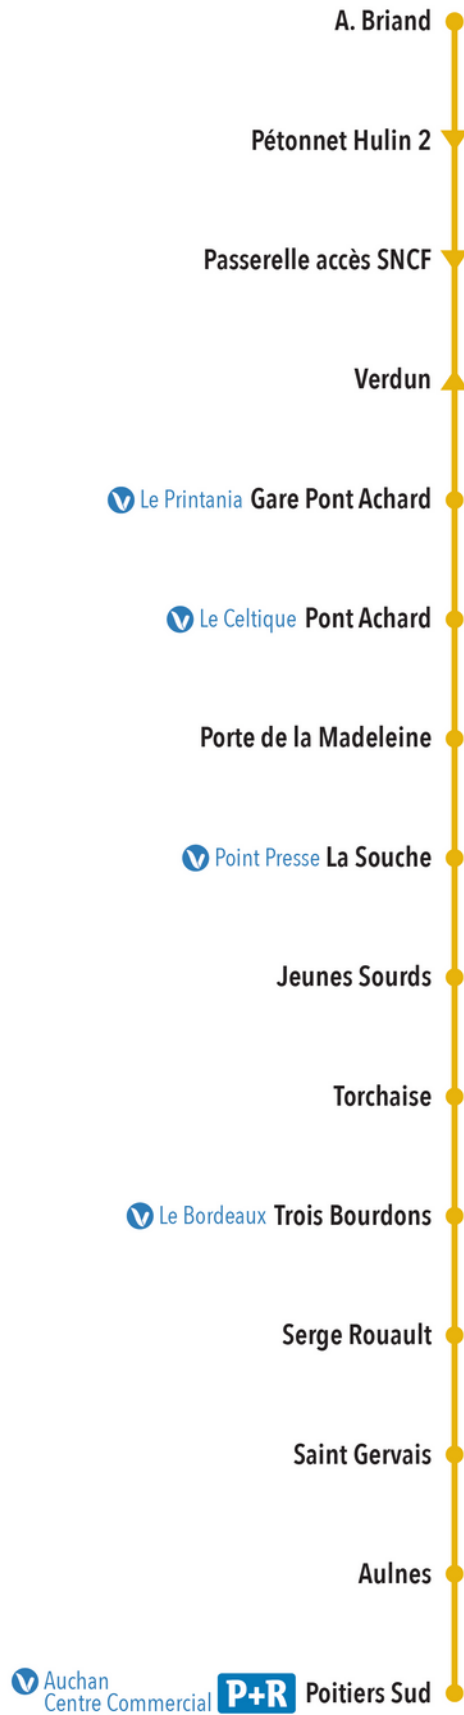 A. Briand
Pétonnet Hulin 2
Passerelle accès SNCF
Verdun
Le Printania Gare Pont Achard
Le Celtique Pont Achard
Porte de la Madeleine
Point Presse La Souche
Jeunes Sourds
Torchaise
Le Bordeaux Trois Bourdons
Serge Rouault
Saint Gervais
Aulnes
Auchan
Centre Commercial P+R Poitiers Sud